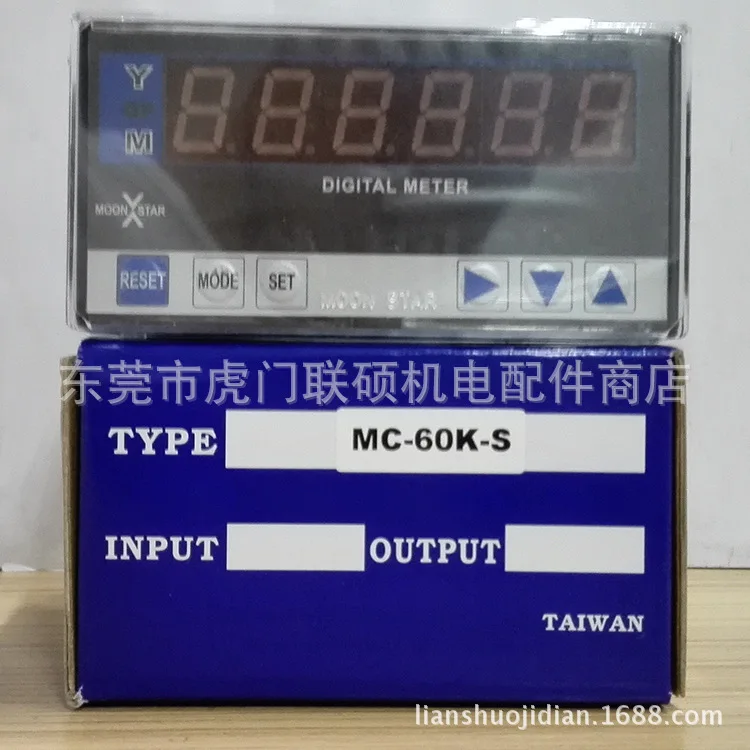 Y
M
DIGITAL METER
MOON STAR
RESET MODE SET
MOON STAR
东莞市虎门联硕机电配件商店
TYPE MC-60K-S
INPUT OUTPUT
TAIWAN
lianshuojidian.1688.com